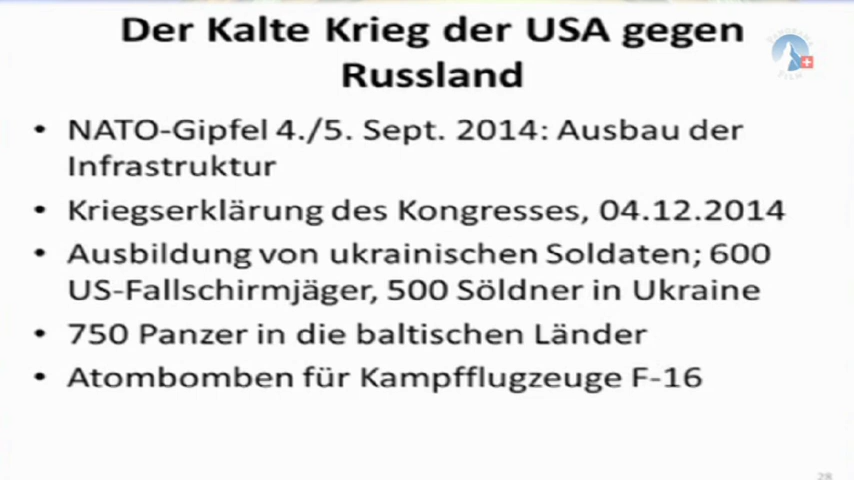 Der Kalte Krieg der USA gegen
Russland
• NATO-Gipfel 4./5. Sept. 2014: Ausbau der
Infrastruktur
• Kriegserklärung des Kongresses, 04.12.2014
• Ausbildung von ukrainischen Soldaten; 600
US-Fallschirmjäger, 500 Söldner in Ukraine
• 750 Panzer in die baltischen Länder
• Atombomben für Kampfflugzeuge F-16
28